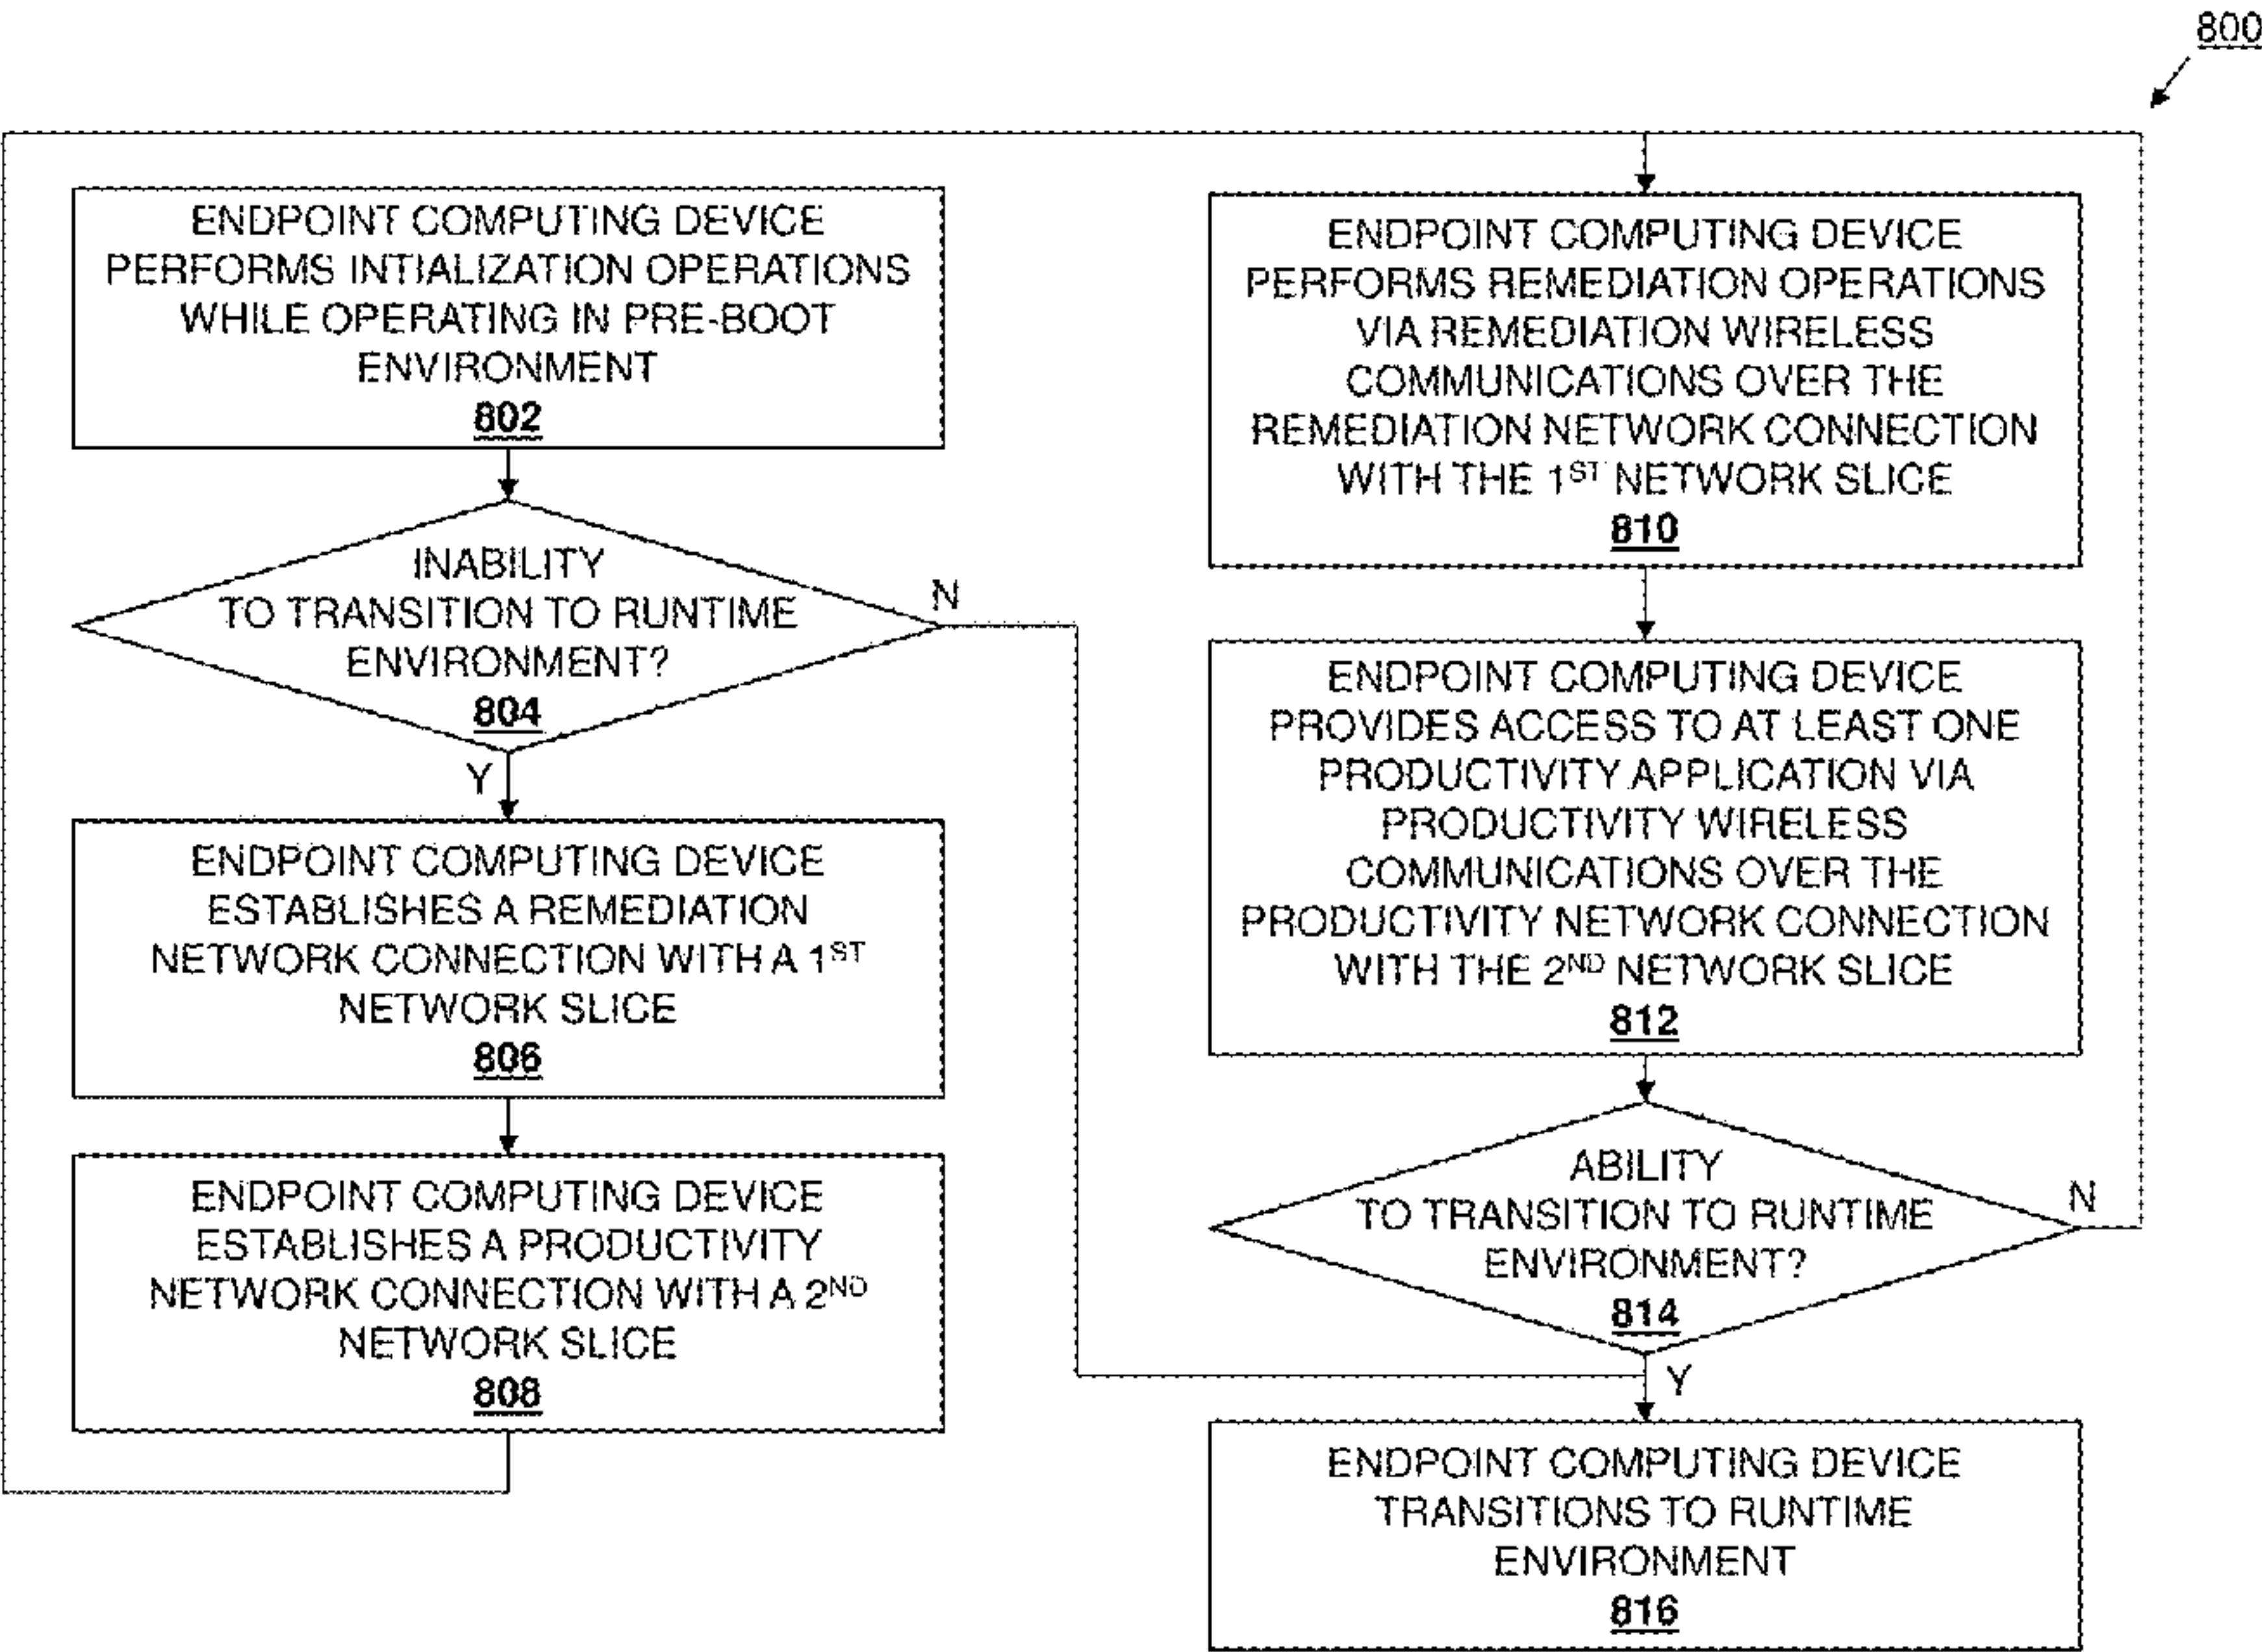 800
ENDPOINT COMPUTING DEVICE
PERFORMS INTIALIZATION OPERATIONS
WHILE OPERATING IN PRE-BOOT
ENVIRONMENT
802
INABILITY
TO TRANSITION TO RUNTIME
ENVIRONMENT?
804
N
Y
ENDPOINT COMPUTING DEVICE
ESTABLISHES A REMEDIATION
NETWORK CONNECTION WITH A 1ST
NETWORK SLICE
806
ENDPOINT COMPUTING DEVICE
ESTABLISHES A PRODUCTIVITY
NETWORK CONNECTION WITH A 2ND
NETWORK SLICE
808
ENDPOINT COMPUTING DEVICE
PERFORMS REMEDIATION OPERATIONS
VIA REMEDIATION WIRELESS
COMMUNICATIONS OVER THE
REMEDIATION NETWORK CONNECTION
WITH THE 1ST NETWORK SLICE
810
ENDPOINT COMPUTING DEVICE
PROVIDES ACCESS TO AT LEAST ONE
PRODUCTIVITY APPLICATION VIA
PRODUCTIVITY WIRELESS
COMMUNICATIONS OVER THE
PRODUCTIVITY NETWORK CONNECTION
WITH THE 2ND NETWORK SLICE
812
ABILITY
TO TRANSITION TO RUNTIME
ENVIRONMENT?
814
N
Y
ENDPOINT COMPUTING DEVICE
TRANSITIONS TO RUNTIME
ENVIRONMENT
816